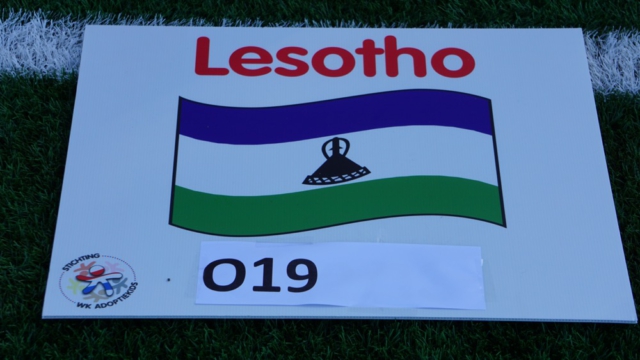 Lesotho
O19
STICHTING
WK ADOPTIEKIDS